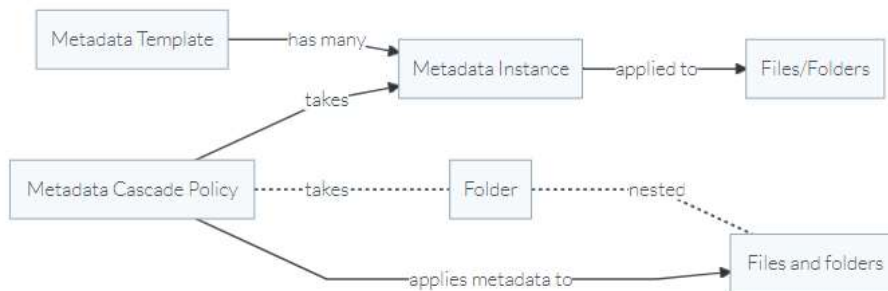 Metadata Template
has many
Metadata Instance
applied to
Files/Folders
takes
Metadata Cascade Policy
takes
Folder
nested
Files and folders
applies metadata to